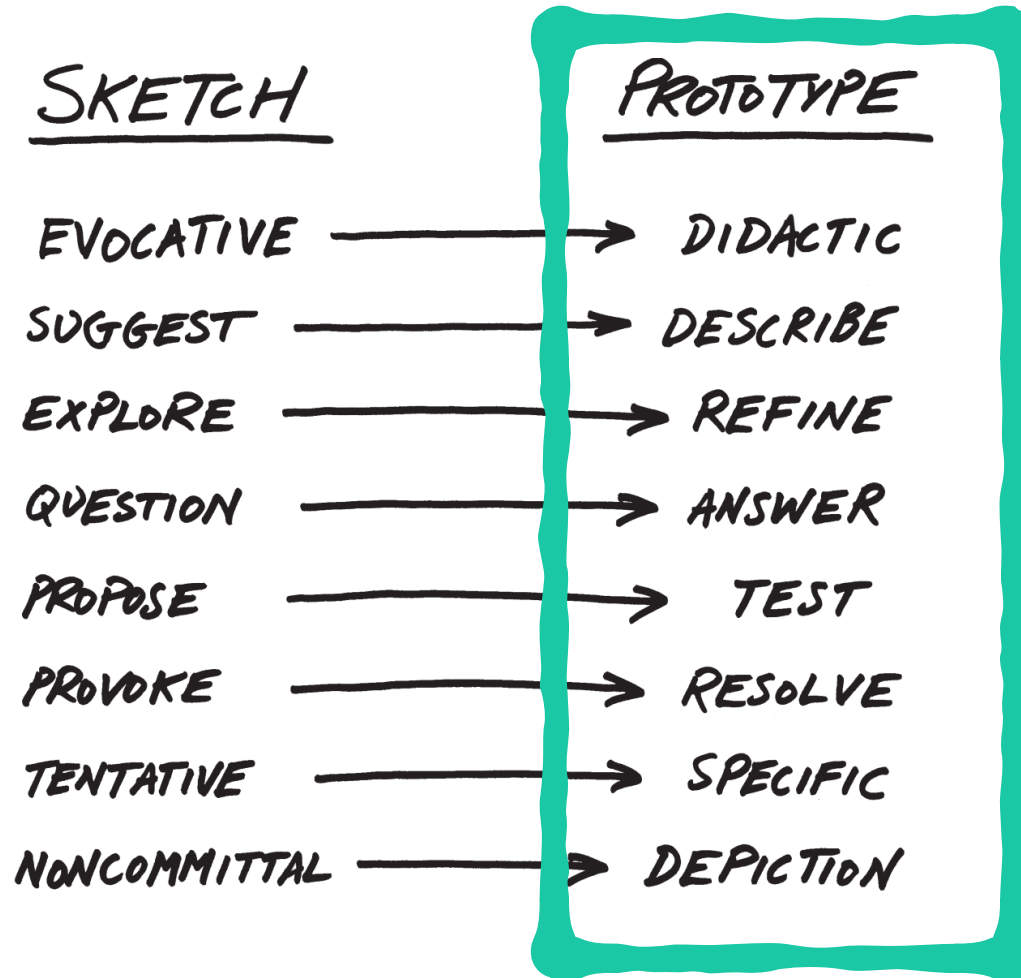 SKETCH PROTOTYPE
EVOCATIVE DIDACTIC
SUGGEST DESCRIBE
EXPLORE REFINE
QUESTION ANSWER
PROPOSE TEST
PROVOKE RESOLVE
TENTATIVE SPECIFIC
NONCOMMITTAL DEPICTION